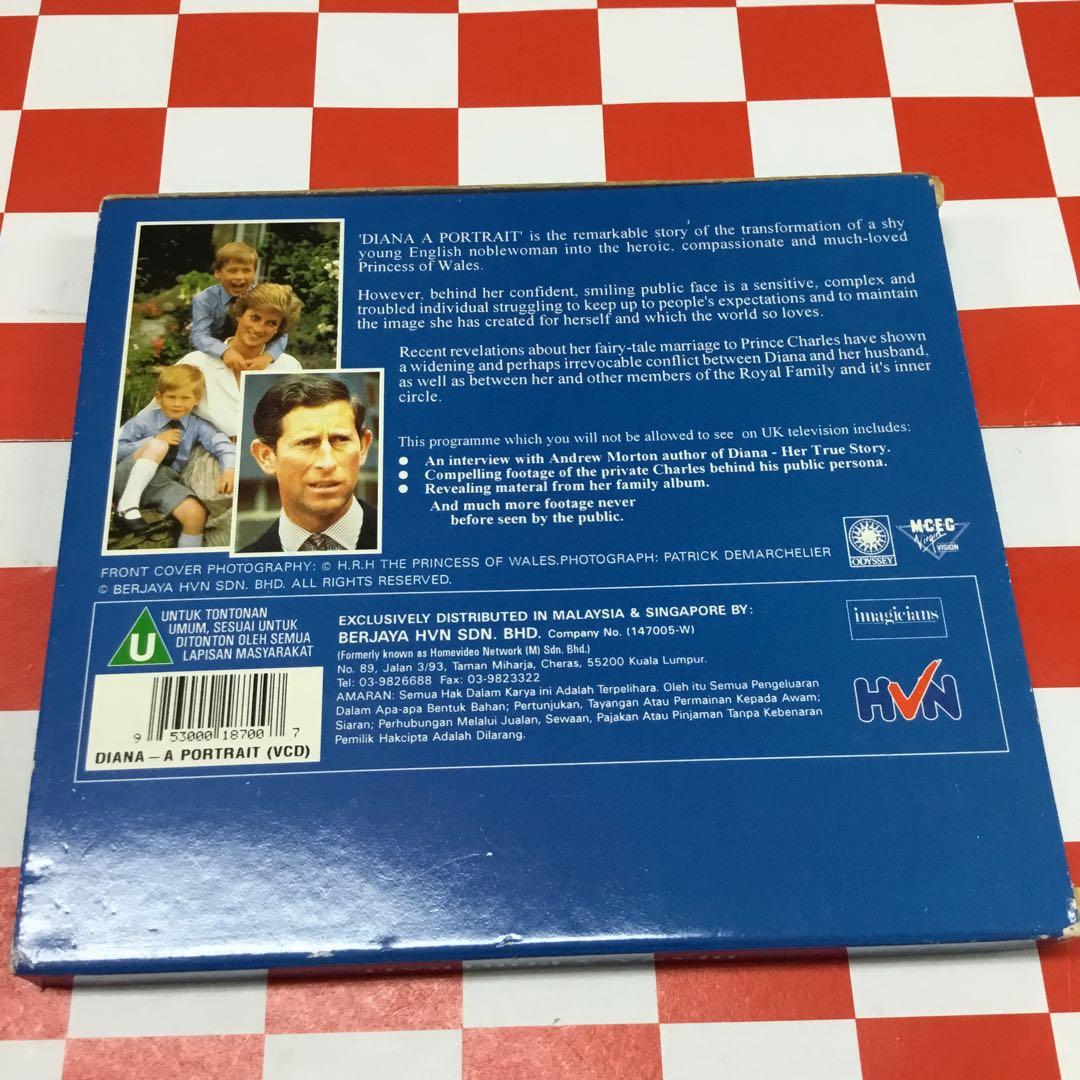 'DIANA A PORTRAIT' is the remarkable story of the transformation of a shy
young English noblewoman into the heroic, compassionate and much-loved
Princess of Wales.
However, behind her confident, smiling public face is a sensitive, complex and
troubled individual struggling to keep up to people's expectations and to maintain
the image she has created for herself and which the world so loves.
Recent revelations about her fairy-tale marriage to Prince Charles have shown
a widening and perhaps irrevocable conflict between Diana and her husband,
as well as between her and other members of the Royal Family and it's inner
circle.
This programme which you will not be allowed to see on UK television includes:
● An interview with Andrew Morton author of Diana - Her True Story.
● Compelling footage of the private Charles behind his public persona.
● Revealing materal from her family album.
And much more footage never
before seen by the public.
ODYSSEY
MCEG
Virgin
VISION
FRONT COVER PHOTOGRAPHY: © H.R.H THE PRINCESS OF WALES.PHOTOGRAPH: PATRICK DEMARCHELIER
© BERJAYA HVN SDN. BHD. ALL RIGHTS RESERVED.
U
UNTUK TONTONAN
UMUM, SESUAI UNTUK
DITONTON OLEH SEMUA
LAPISAN MASYARAKAT
9 53000 18700 7
DIANA – A PORTRAIT (VCD)
EXCLUSIVELY DISTRIBUTED IN MALAYSIA & SINGAPORE BY:
BERJAYA HVN SDN. BHD. Company No. (147005-W)
(Formerly known as Homevideo Network (M) Sdn. Bhd.)
No. 89, Jalan 3/93, Taman Miharja, Cheras, 55200 Kuala Lumpur.
Tel: 03-9826688 Fax: 03-9823322
AMARAN: Semua Hak Dalam Karya ini Adalah Terpelihara. Oleh itu Semua Pengeluaran
Dalam Apa-apa Bentuk Bahan; Pertunjukan, Tayangan Atau Permainan Kepada Awam;
Siaran; Perhubungan Melalui Jualan, Sewaan, Pajakan Atau Pinjaman Tanpa Kebenaran
Pemilik Hakcipta Adalah Dilarang.
imagicians
HVN